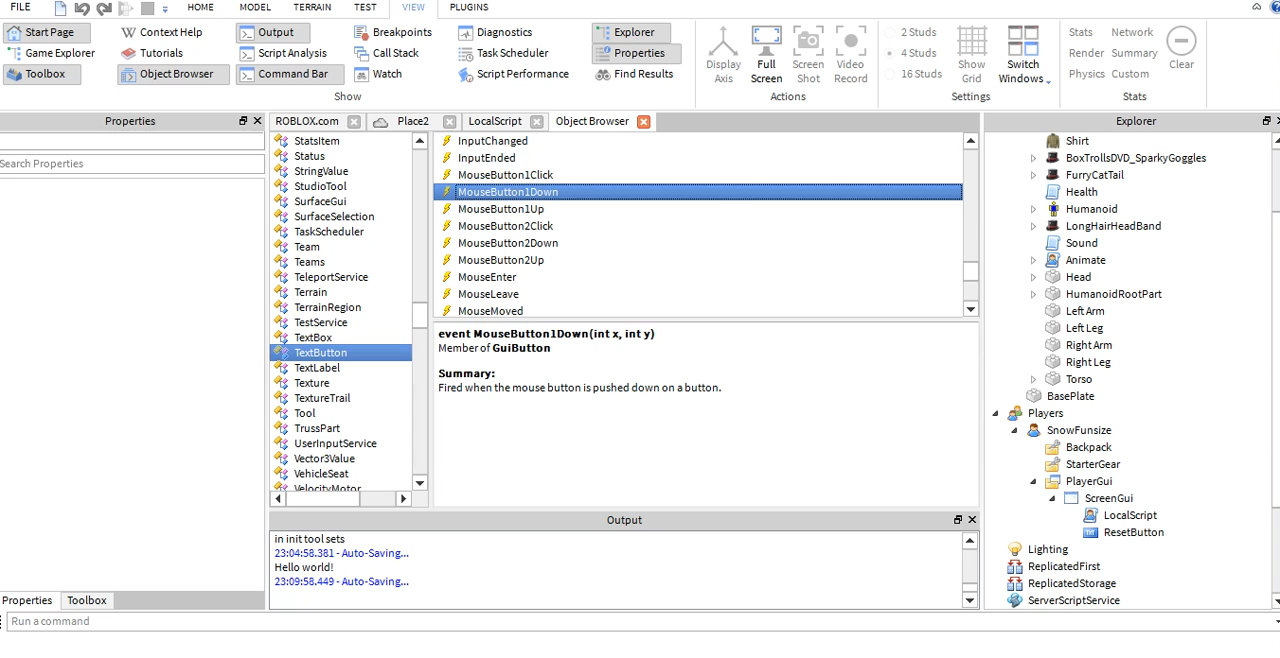 FILE HOME MODEL TERRAIN TEST VIEW PLUGINS
Start Page
Game Explorer
Toolbox
Context Help
Tutorials
Object Browser
Output
Script Analysis
Command Bar
Breakpoints
Call Stack
Watch
Diagnostics
Task Scheduler
Script Performance
Explorer
Properties
Find Results
Show
Display
Axis
Full
Screen
Screen
Shot
Video
Record
Actions
2 Studs
4 Studs
16 Studs
Show
Grid
Switch
Windows
Settings
Stats Network
Render Summary
Physics Custom
Clear
Stats
Properties
Search Properties
Properties Toolbox
ROBLOX.com Place2 LocalScript Object Browser
StatsItem
Status
StringValue
StudioTool
SurfaceGui
SurfaceSelection
TaskScheduler
Team
Teams
TeleportService
Terrain
TerrainRegion
TestService
TextBox
TextButton
TextLabel
Texture
TextureTrail
Tool
TrussPart
UserInputService
Vector3Value
VehicleSeat
VelocityMotor
InputChanged
InputEnded
MouseButton1Click
MouseButton1Down
MouseButton1Up
MouseButton2Click
MouseButton2Down
MouseButton2Up
MouseEnter
MouseLeave
MouseMoved
event MouseButton1Down(int x, int y)
Member of GuiButton
Summary:
Fired when the mouse button is pushed down on a button.
Output
in init tool sets
23:04:58.381 - Auto-Saving...
Hello world!
23:09:58.449 - Auto-Saving...
Explorer
Shirt
BoxTrollsDVD_SparkyGoggles
FurryCatTail
Health
Humanoid
LongHairHeadBand
Sound
Animate
Head
HumanoidRootPart
Left Arm
Left Leg
Right Arm
Right Leg
Torso
BasePlate
Players
SnowFunsize
Backpack
StarterGear
PlayerGui
ScreenGui
LocalScript
ResetButton
Lighting
ReplicatedFirst
ReplicatedStorage
ServerScriptService
Run a command